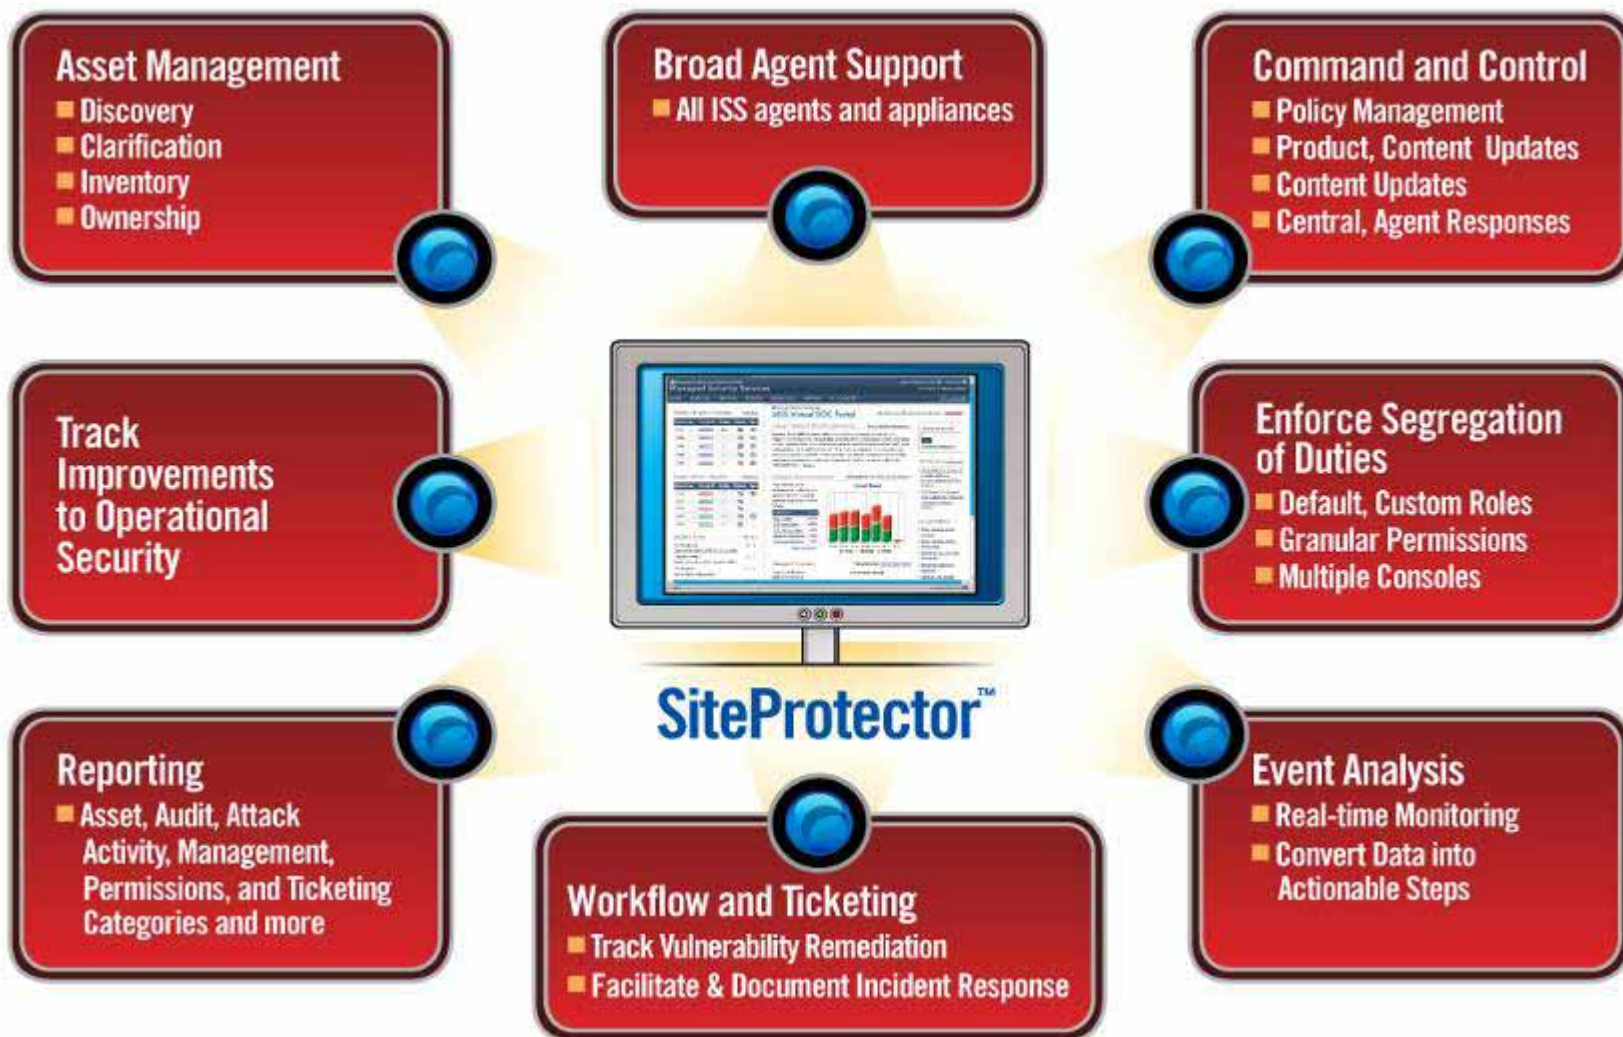 Asset Management
Discovery
Clarification
Inventory
Ownership
Broad Agent Support
All ISS agents and appliances
Command and Control
Policy Management
Product, Content Updates
Content Updates
Central, Agent Responses
Track
Improvements
to Operational
Security
Managed Security Services
Enforce Segregation
of Duties
Default, Custom Roles
Granular Permissions
Multiple Consoles
SiteProtector™
Reporting
Asset, Audit, Attack
Activity, Management,
Permissions, and Ticketing
Categories and more
Workflow and Ticketing
Track Vulnerability Remediation
Facilitate & Document Incident Response
Event Analysis
Real-time Monitoring
Convert Data into
Actionable Steps